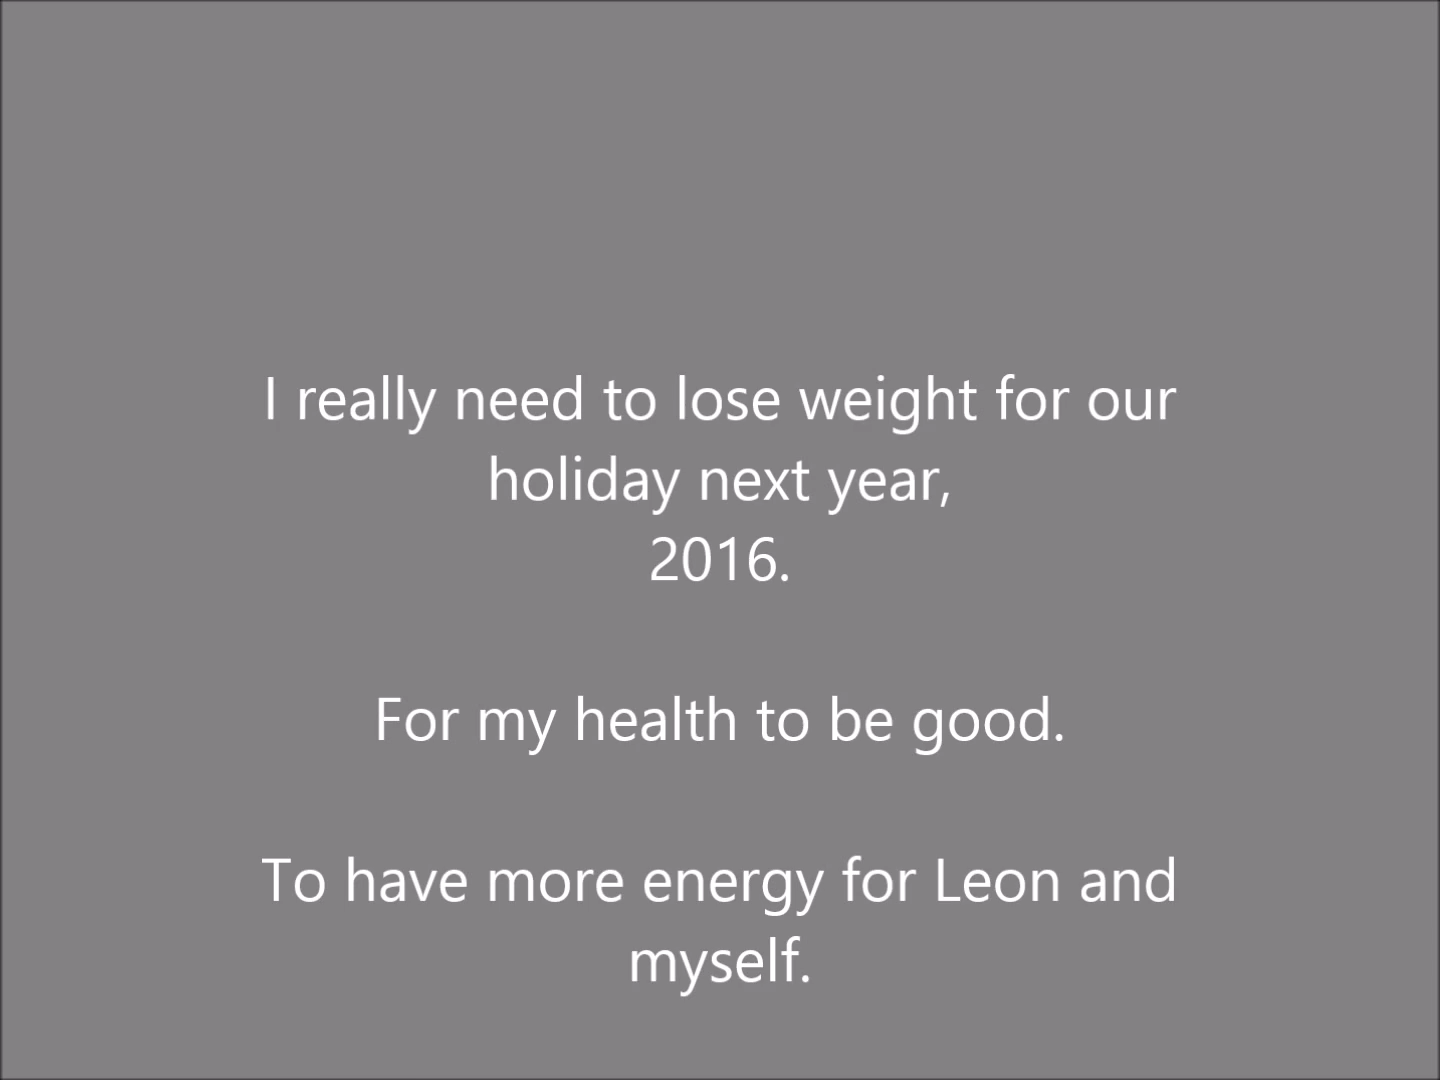 I really need to lose weight for our
holiday next year,
2016.
For my health to be good.
To have more energy for Leon and
myself.